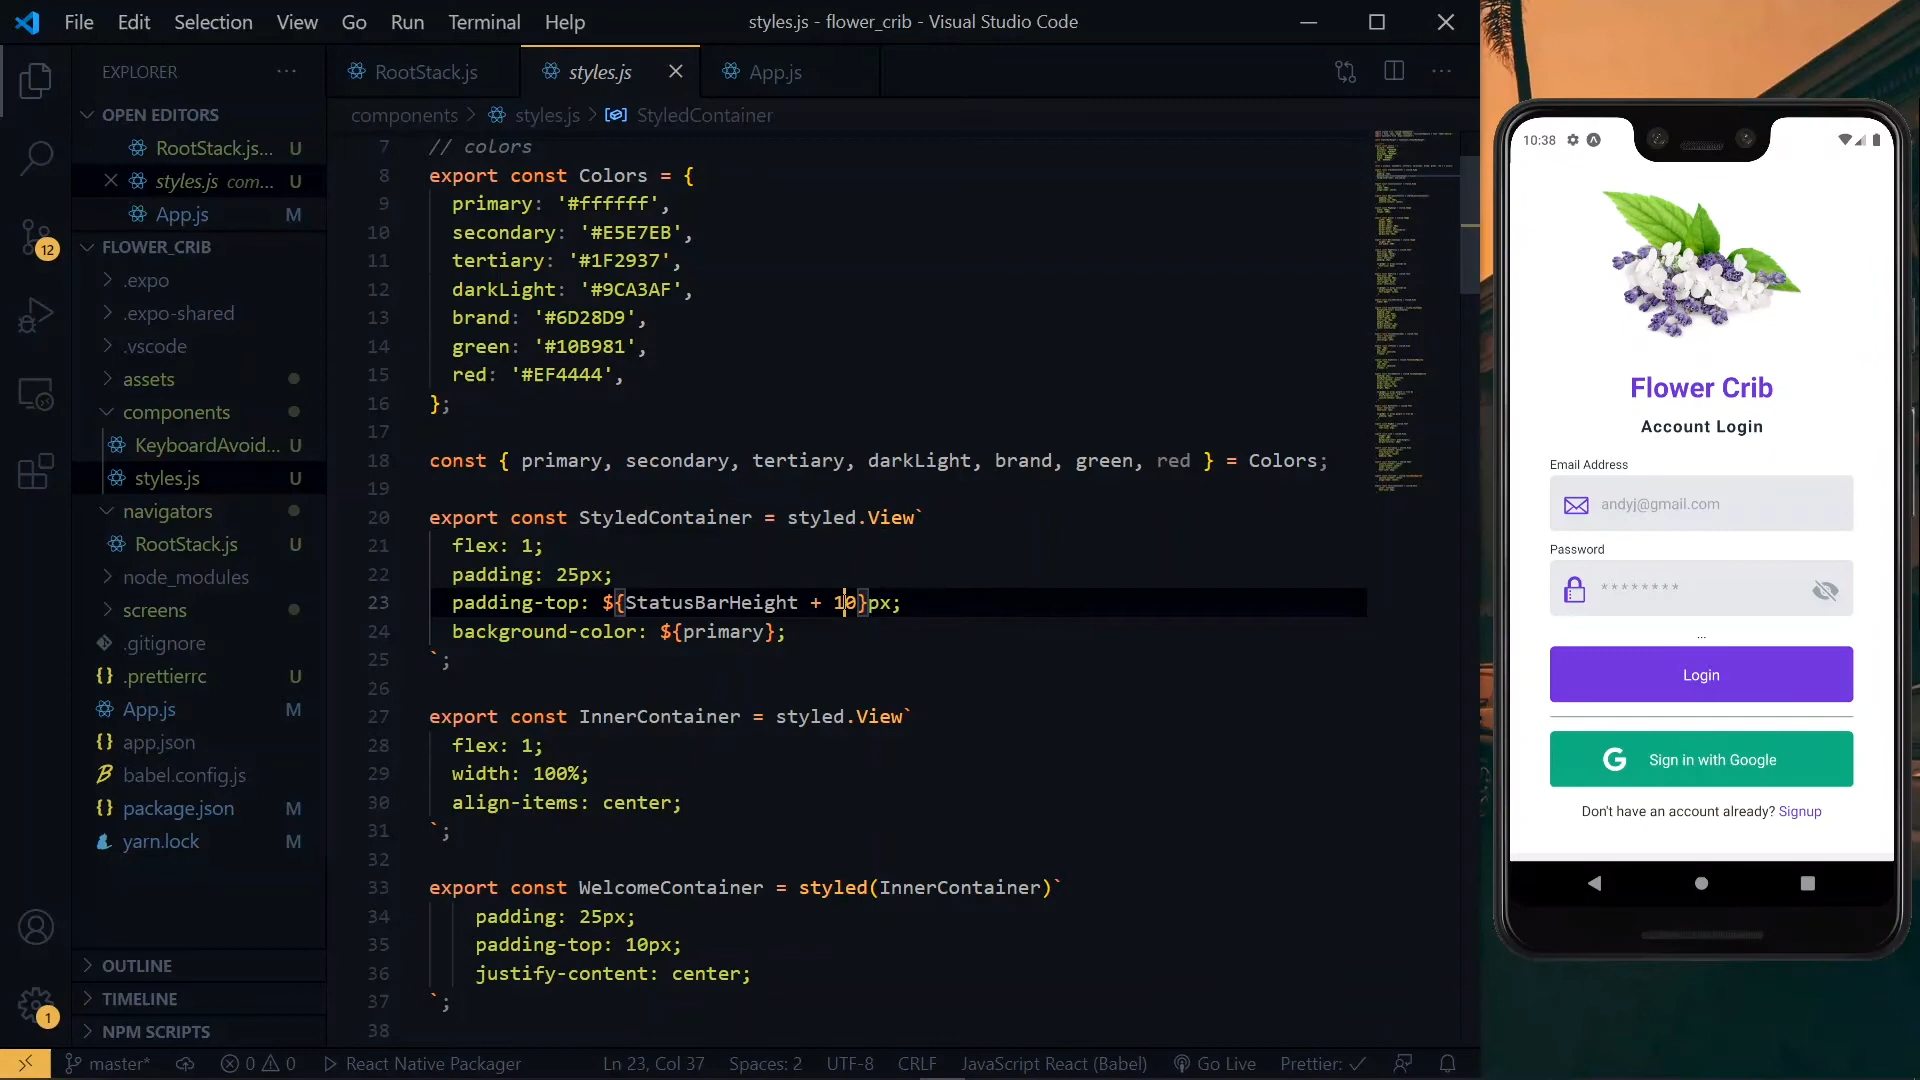 File Edit Selection View Go Run Terminal Help
styles.js - flower_crib - Visual Studio Code
EXPLORER
OPEN EDITORS
RootStack.js... U
styles.js com... U
App.js M
FLOWER_CRIB
.expo
.expo-shared
.vscode
assets
components
KeyboardAvoid... U
styles.js U
navigators
RootStack.js U
node_modules
screens
.gitignore
.prettierrc U
App.js M
app.json
babel.config.js
package.json M
yarn.lock M
OUTLINE
TIMELINE
NPM SCRIPTS
12
1
RootStack.js styles.js App.js
components > styles.js > StyledContainer
7 // colors
8 export const Colors = {
9 primary: '#ffffff',
10 secondary: '#E5E7EB',
11 tertiary: '#1F2937',
12 darkLight: '#9CA3AF',
13 brand: '#6D28D9',
14 green: '#10B981',
15 red: '#EF4444',
16 };
17
18 const { primary, secondary, tertiary, darkLight, brand, green, red } = Colors;
19
20 export const StyledContainer = styled.View`
21 flex: 1;
22 padding: 25px;
23 padding-top: ${StatusBarHeight + 10}px;
24 background-color: ${primary};
25 `;
26
27 export const InnerContainer = styled.View`
28 flex: 1;
29 width: 100%;
30 align-items: center;
31 `;
32
33 export const WelcomeContainer = styled(InnerContainer)`
34 padding: 25px;
35 padding-top: 10px;
36 justify-content: center;
37 `;
38
master* 0 0 React Native Packager Ln 23, Col 37 Spaces: 2 UTF-8 CRLF JavaScript React (Babel) Go Live Prettier: ✓
10:38
Flower Crib
Account Login
Email Address
andyj@gmail.com
Password
* * * * * * * *
...
Login
G Sign in with Google
Don't have an account already? Signup